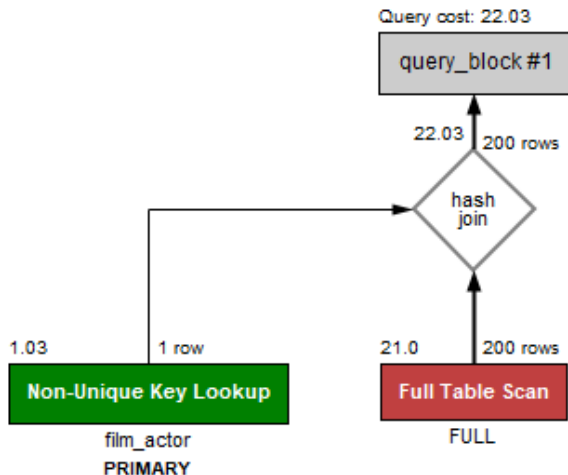 Query cost: 22.03
query_block #1
22.03
200 rows
hash
join
1.03
1 row
21.0
200 rows
Non-Unique Key Lookup
Full Table Scan
film_actor
FULL
PRIMARY